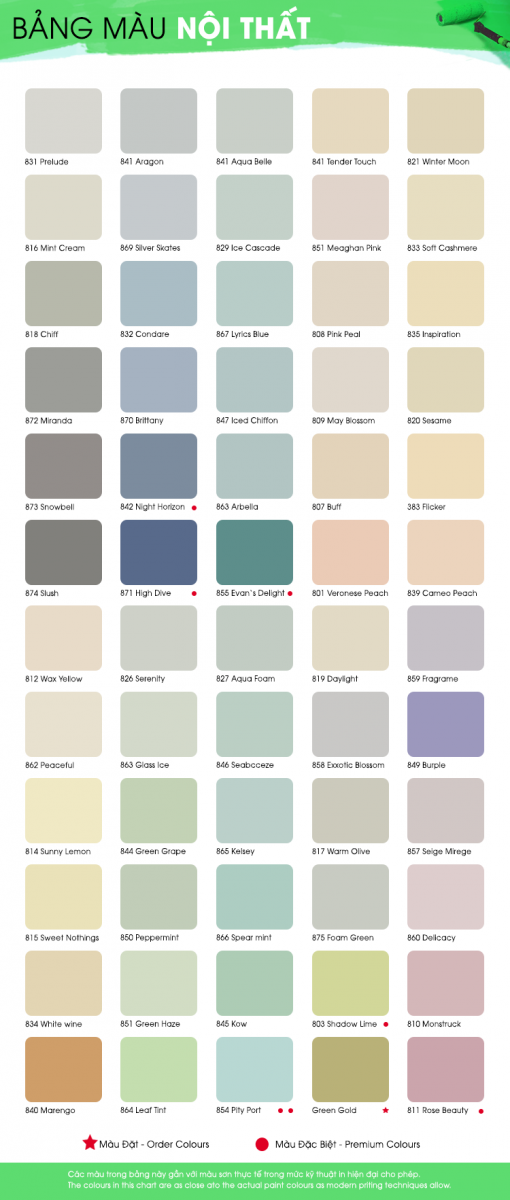 BẢNG MÀU NỘI THẤT
831 Prelude
841 Aragon
841 Aqua Belle
841 Tender Touch
821 Winter Moon
816 Mint Cream
869 Silver Skates
829 Ice Cascade
851 Meaghan Pink
833 Soft Cashmere
818 Chiff
832 Condare
867 Lyrics Blue
808 Pink Peal
835 Inspiration
872 Miranda
870 Brittany
847 Iced Chiffon
809 May Blossom
820 Sesame
873 Snowbell
842 Night Horizon
863 Arbella
807 Buff
383 Flicker
874 Slush
871 High Dive
855 Evan's Delight
801 Veronese Peach
839 Cameo Peach
812 Wax Yellow
826 Serenity
827 Aqua Foam
819 Daylight
859 Fragrame
862 Peaceful
863 Glass Ice
846 Seabcceze
858 Exxotic Blossom
849 Burple
814 Sunny Lemon
844 Green Grape
865 Kelsey
817 Warm Olive
857 Seige Mirege
815 Sweet Nothings
850 Peppermint
866 Spear mint
875 Foam Green
860 Delicacy
834 White wine
851 Green Haze
845 Kow
803 Shadow Lime
810 Monstruck
840 Marengo
864 Leaf Tint
854 Pity Port
Green Gold
811 Rose Beauty
Màu Đặt - Order Colours
Màu Đặc Biệt - Premium Colours
Các màu trong bảng này gần với màu sơn thực tế trong mức kỹ thuật in hiện đại cho phép.
The colours in this chart are as close ato the actual paint colours as modern priting techniques allow.